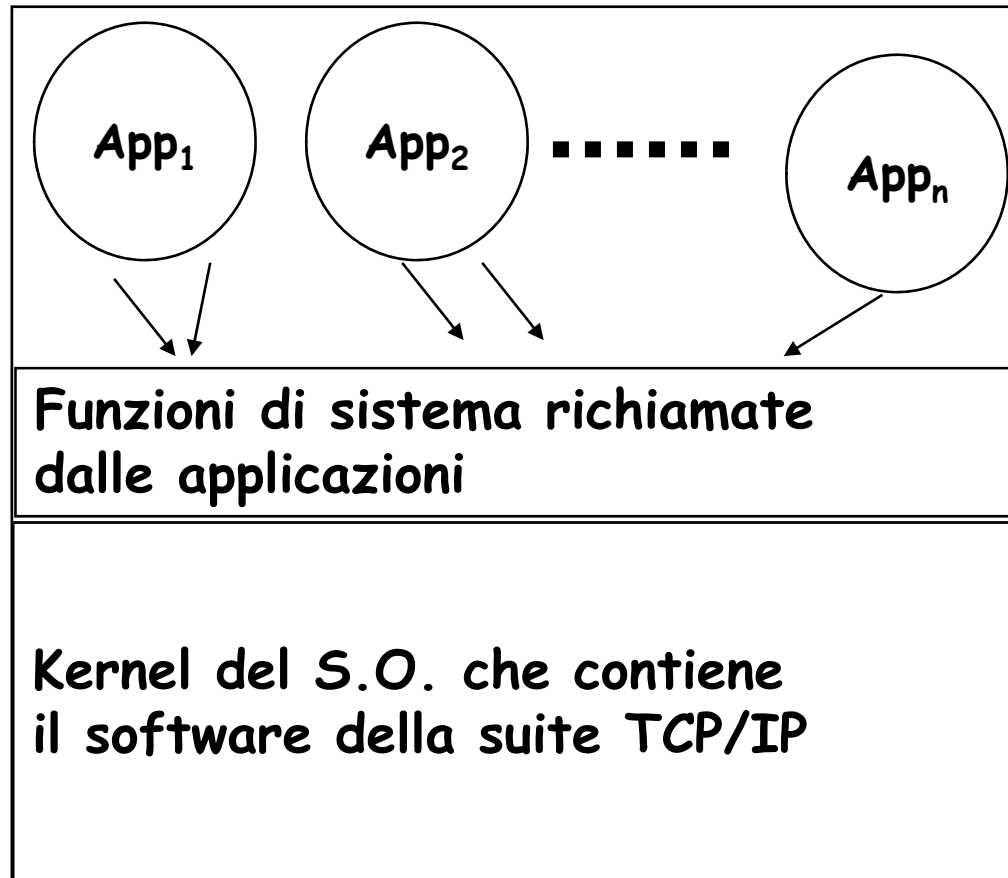 App₁
App₂
Appₙ
Funzioni di sistema richiamate
dalle applicazioni
Kernel del S.O. che contiene
il software della suite TCP/IP